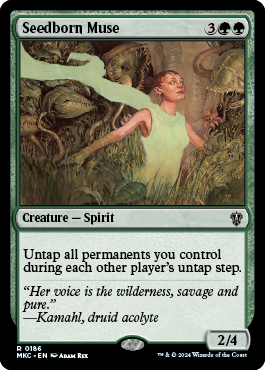 Seedborn Muse 3
Creature — Spirit
Untap all permanents you control
during each other player's untap step.
“Her voice is the wilderness, savage and
pure.”
—Kamahl, druid acolyte
2/4
R 0186
MKC • EN Adam Rex
™ & © 2024 Wizards of the Coast